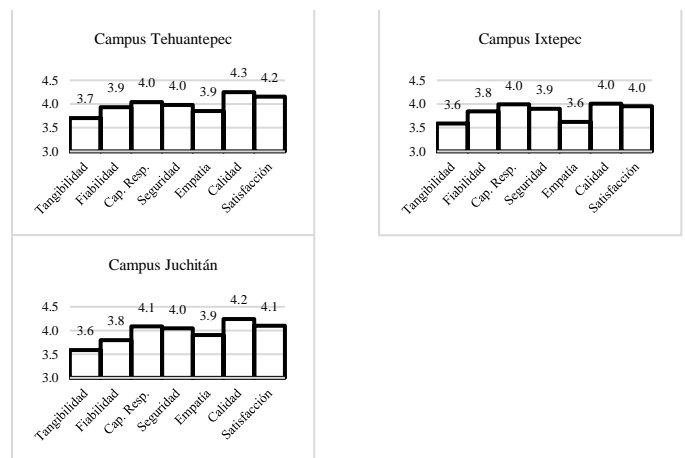 Campus Tehuantepec
4.5
4.0
3.5
3.0
3.7
3.9
4.0
4.0
3.9
4.3
4.2
Tangibilidad
Fiabilidad
Cap. Resp.
Seguridad
Empatía
Calidad
Satisfacción
Campus Ixtepec
4.5
4.0
3.5
3.0
3.6
3.8
4.0
3.9
3.6
4.0
4.0
Tangibilidad
Fiabilidad
Cap. Resp.
Seguridad
Empatía
Calidad
Satisfacción
Campus Juchitán
4.5
4.0
3.5
3.0
3.6
3.8
4.1
4.0
3.9
4.2
4.1
Tangibilidad
Fiabilidad
Cap. Resp.
Seguridad
Empatía
Calidad
Satisfacción